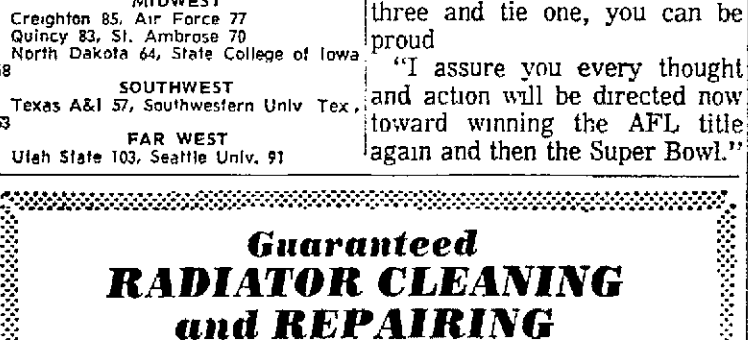 MIDWEST
Creighton 85, Air Force 77
Quincy 83, St. Ambrose 70
North Dakota 64, State College of Iowa
58
SOUTHWEST
Texas A&I 57, Southwestern Univ Tex,
53
FAR WEST
Utah State 103, Seattle Univ. 91
three and tie one, you can be
proud
"I assure you every thought
and action will be directed now
toward winning the AFL title
again and then the Super Bowl."
Guaranteed
RADIATOR CLEANING
and REPAIRING